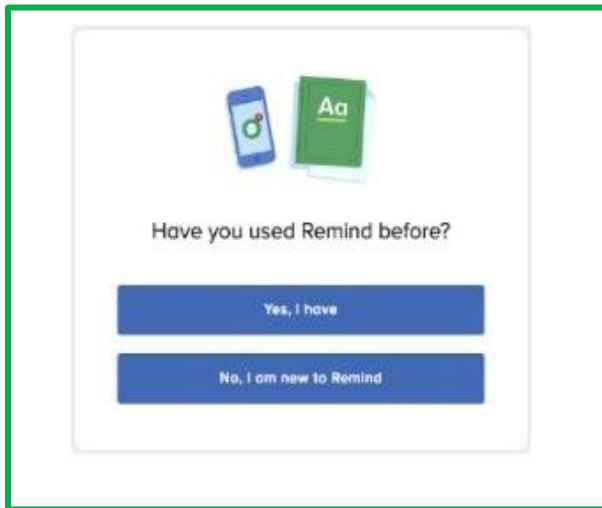 Aa
Have you used Remind before?
Yes, I have
No, I am new to Remind